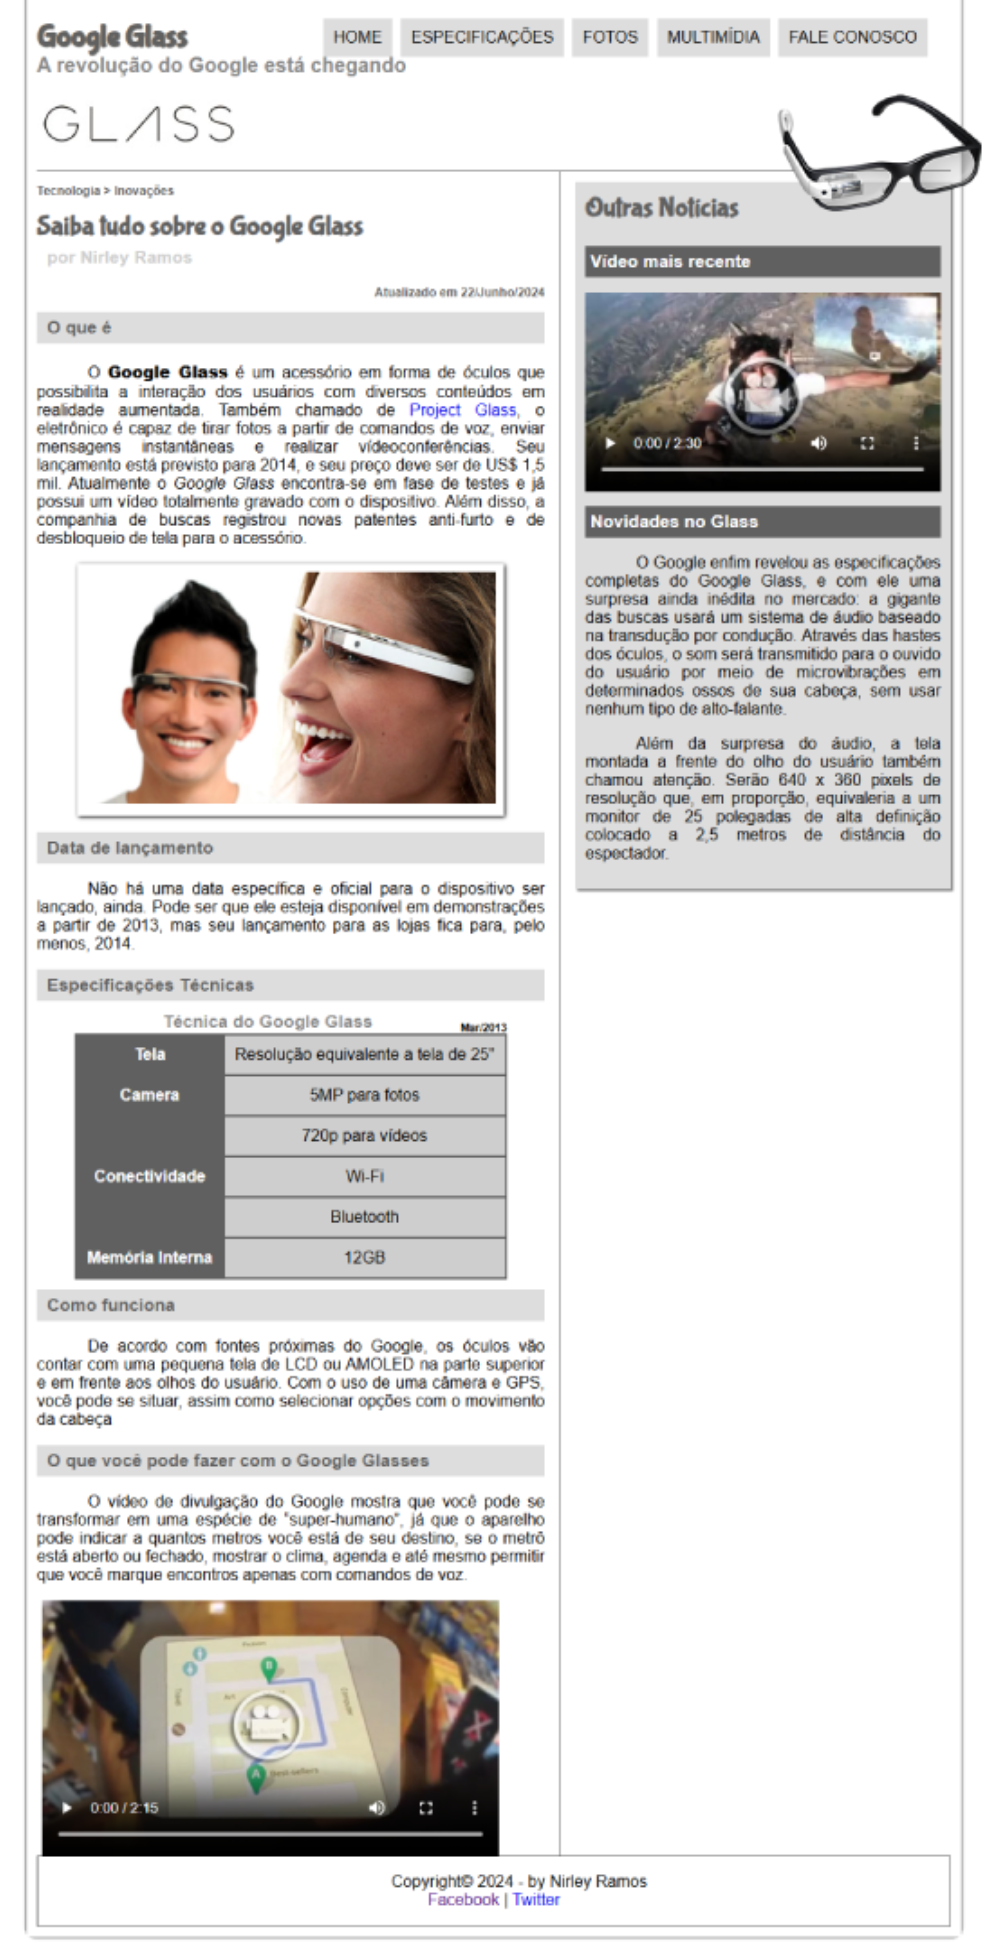 Google Glass
A revolução do Google está chegando
HOME ESPECIFICAÇÕES FOTOS MULTIMÍDIA FALE CONOSCO
GLASS
Tecnologia > Inovações
Saiba tudo sobre o Google Glass
por Nirley Ramos
Atualizado em 22/Junho/2024
O que é
O Google Glass é um acessório em forma de óculos que
possibilita a interação dos usuários com diversos conteúdos em
realidade aumentada. Também chamado de Project Glass, o
eletrônico é capaz de tirar fotos a partir de comandos de voz, enviar
mensagens instantâneas e realizar vídeoconferências. Seu
lançamento está previsto para 2014, e seu preço deve ser de US$ 1,5
mil. Atualmente o Google Glass encontra-se em fase de testes e já
possui um vídeo totalmente gravado com o dispositivo. Além disso, a
companhia de buscas registrou novas patentes anti-furto e de
desbloqueio de tela para o acessório.
Data de lançamento
Não há uma data específica e oficial para o dispositivo ser
lançado, ainda. Pode ser que ele esteja disponível em demonstrações
a partir de 2013, mas seu lançamento para as lojas fica para, pelo
menos, 2014.
Especificações Técnicas
Técnica do Google Glass Mar/2013
Tela Resolução equivalente a tela de 25"
Camera 5MP para fotos
720p para vídeos
Conectividade Wi-Fi
Bluetooth
Memória Interna 12GB
Como funciona
De acordo com fontes próximas do Google, os óculos vão
contar com uma pequena tela de LCD ou AMOLED na parte superior
e em frente aos olhos do usuário. Com o uso de uma câmera e GPS,
você pode se situar, assim como selecionar opções com o movimento
da cabeça
O que você pode fazer com o Google Glasses
O vídeo de divulgação do Google mostra que você pode se
transformar em uma espécie de "super-humano", já que o aparelho
pode indicar a quantos metros você está de seu destino, se o metrô
está aberto ou fechado, mostrar o clima, agenda e até mesmo permitir
que você marque encontros apenas com comandos de voz.
B
A
Best-sellers
0:00 / 2:15
Outras Notícias
Vídeo mais recente
0:00 / 2:30
Novidades no Glass
O Google enfim revelou as especificações
completas do Google Glass, e com ele uma
surpresa ainda inédita no mercado: a gigante
das buscas usará um sistema de áudio baseado
na transdução por condução. Através das hastes
dos óculos, o som será transmitido para o ouvido
do usuário por meio de microvibrações em
determinados ossos de sua cabeça, sem usar
nenhum tipo de alto-falante.
Além da surpresa do áudio, a tela
montada a frente do olho do usuário também
chamou atenção. Serão 640 x 360 pixels de
resolução que, em proporção, equivaleria a um
monitor de 25 polegadas de alta definição
colocado a 2,5 metros de distância do
espectador.
Copyright© 2024 - by Nirley Ramos
Facebook | Twitter